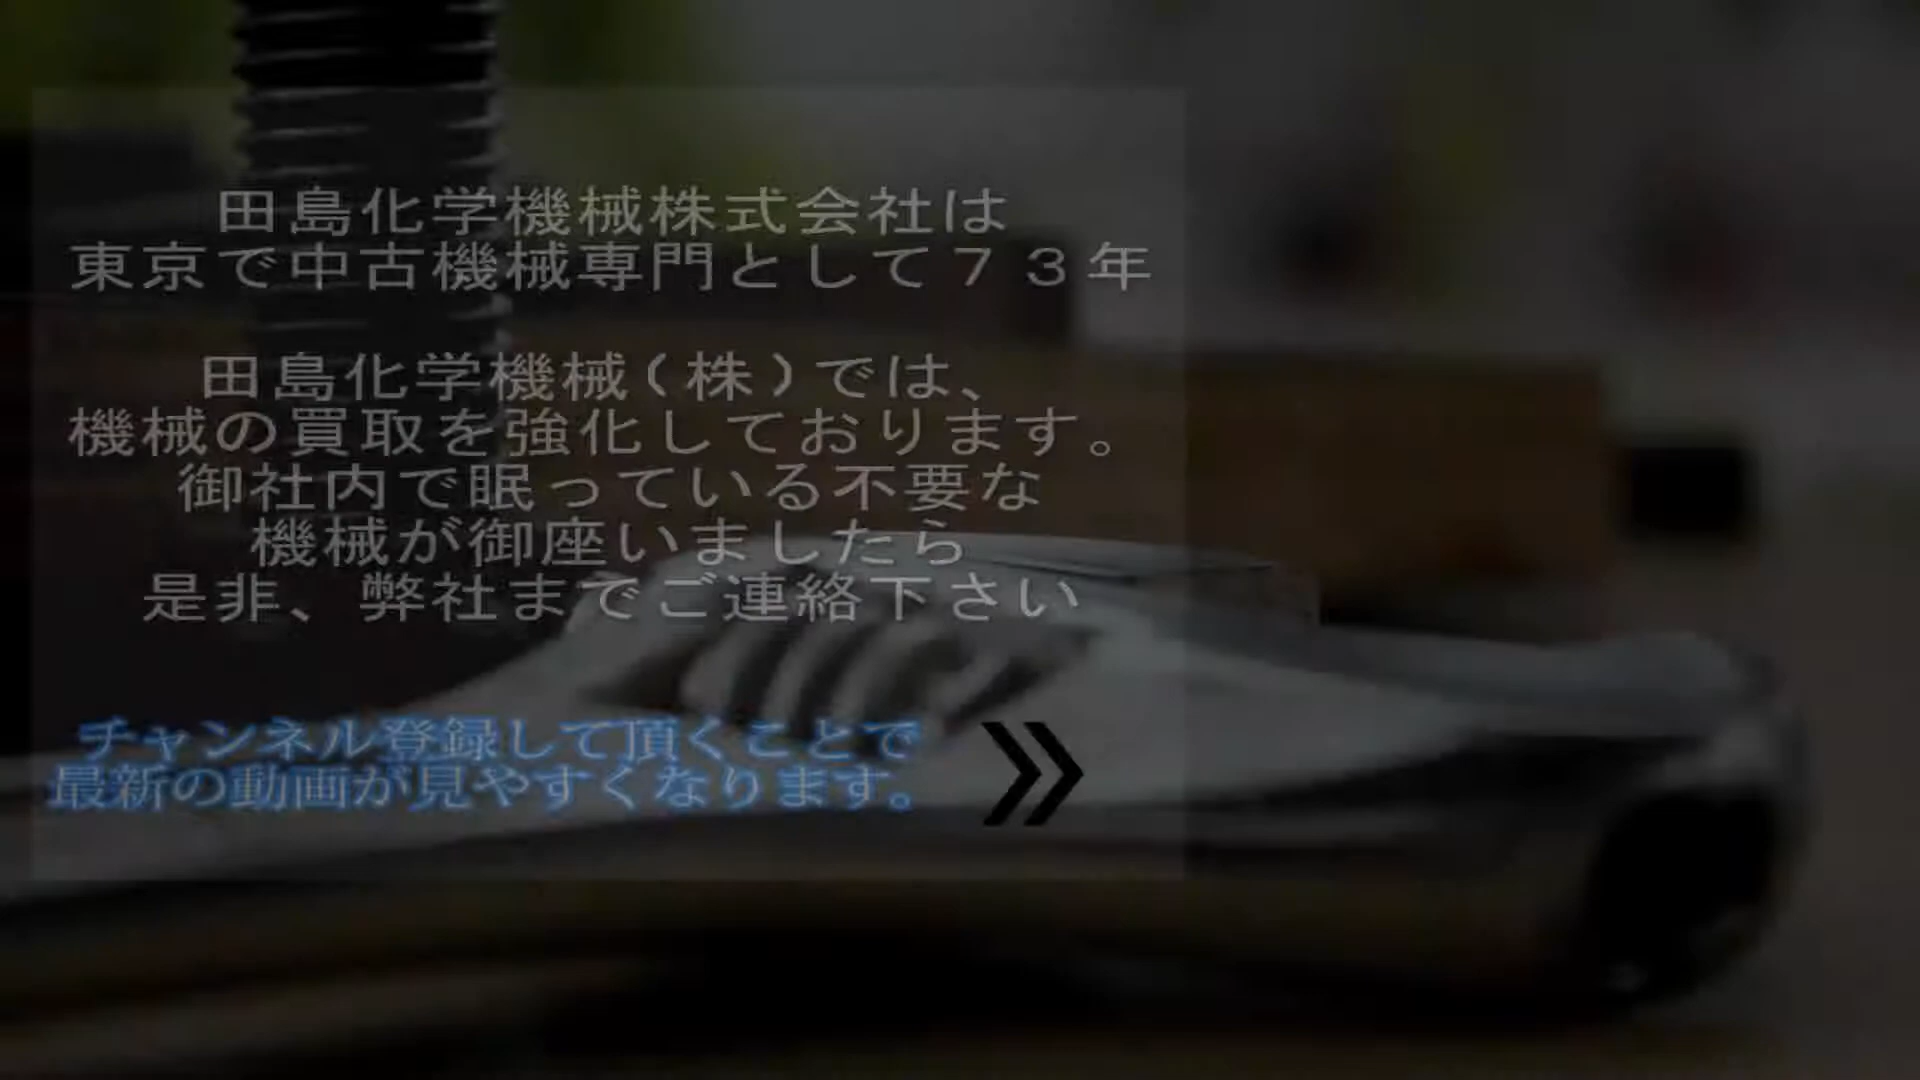 田島化学機械株式会社は
東京で中古機械専門として７３年
田島化学機械(株)では、
機械の買取を強化しております。
御社内で眠っている不要な
機械が御座いましたら
是非、弊社までご連絡下さい
チャンネル登録して頂くことで
最新の動画が見やすくなります。